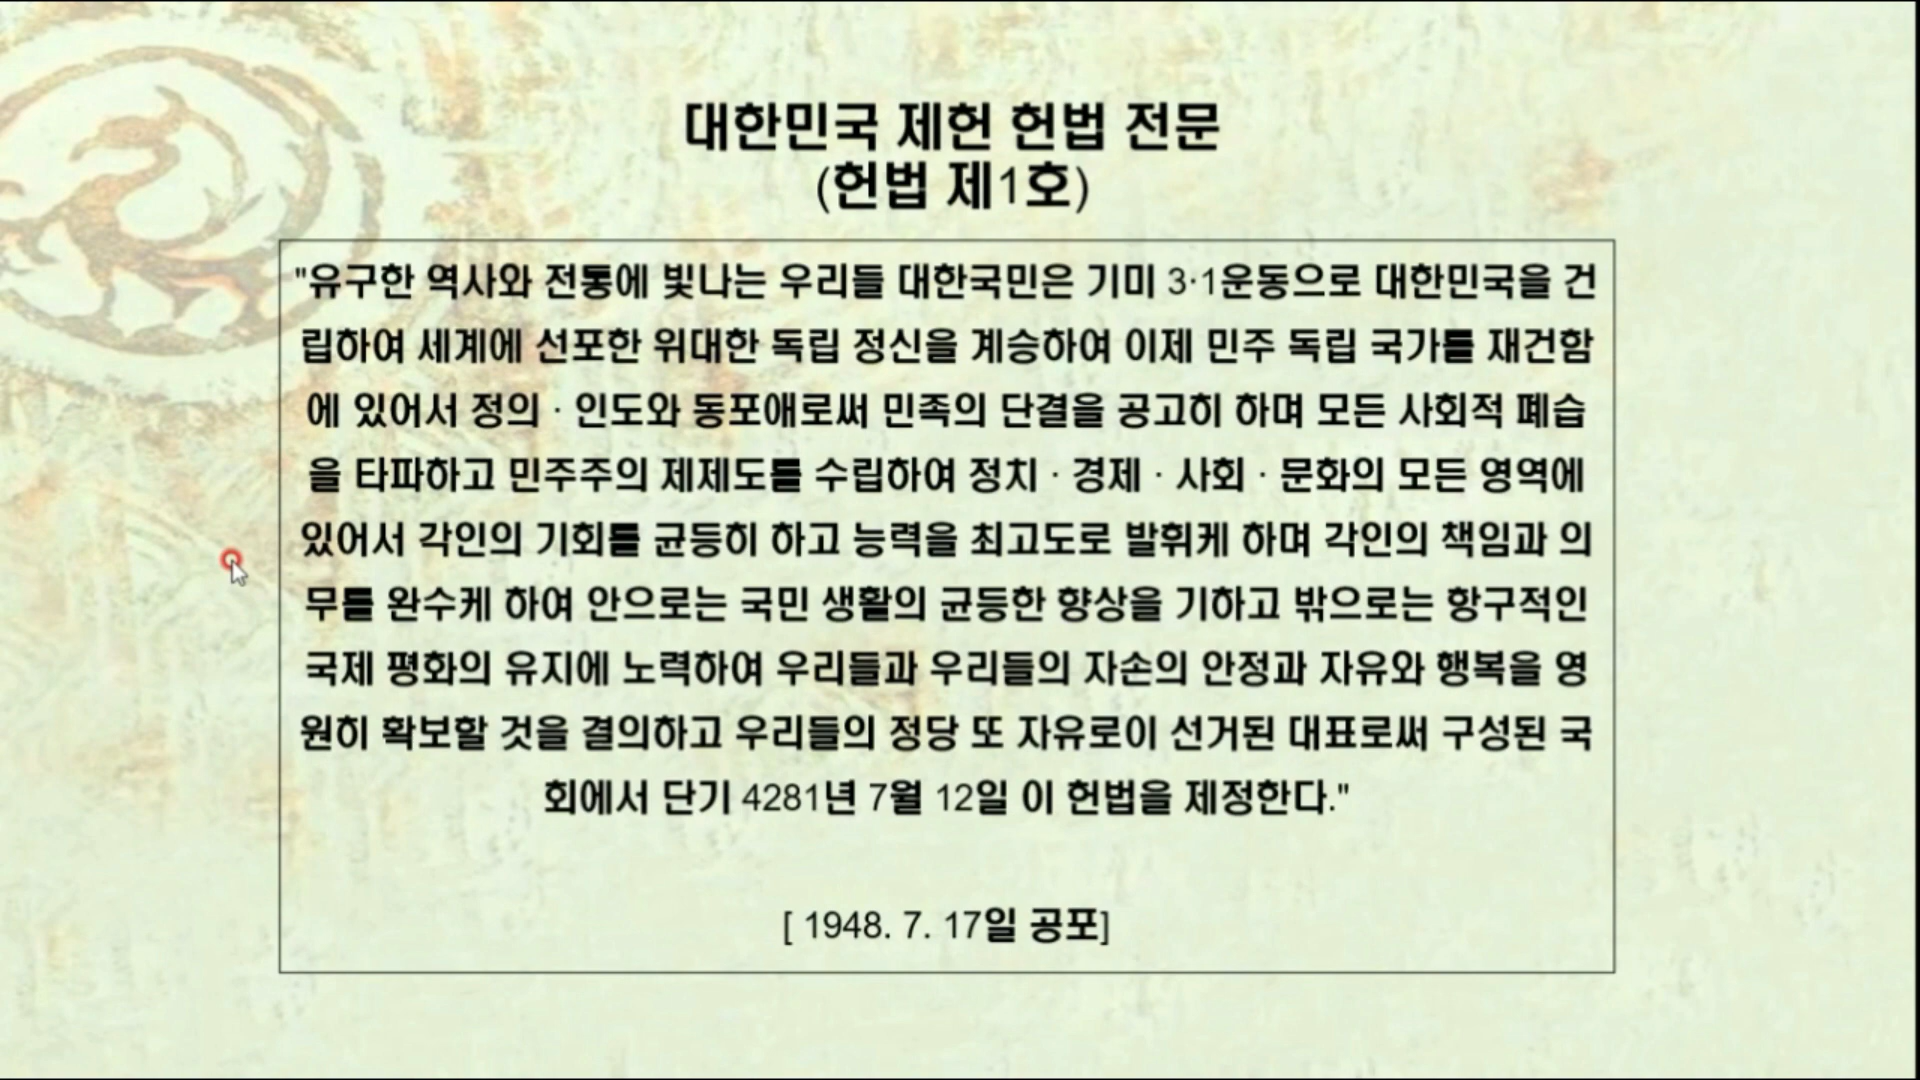 대한민국 제헌 헌법 전문
(헌법 제1호)
"유구한 역사와 전통에 빛나는 우리들 대한국민은 기미 3·1운동으로 대한민국을 건
립하여 세계에 선포한 위대한 독립 정신을 계승하여 이제 민주 독립 국가를 재건함
에 있어서 정의 · 인도와 동포애로써 민족의 단결을 공고히 하며 모든 사회적 폐습
을 타파하고 민주주의 제제도를 수립하여 정치 · 경제 · 사회 · 문화의 모든 영역에
있어서 각인의 기회를 균등히 하고 능력을 최고도로 발휘케 하며 각인의 책임과 의
무를 완수케 하여 안으로는 국민 생활의 균등한 향상을 기하고 밖으로는 항구적인
국제 평화의 유지에 노력하여 우리들과 우리들의 자손의 안정과 자유와 행복을 영
원히 확보할 것을 결의하고 우리들의 정당 또 자유로이 선거된 대표로써 구성된 국
회에서 단기 4281년 7월 12일 이 헌법을 제정한다."
[ 1948. 7. 17일 공포]